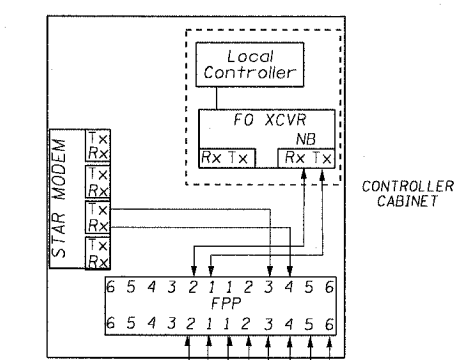 Local
Controller
FO XCVR
NB
Rx Tx
Rx Tx
STAR MODEM
Tx
Rx
Tx
Rx
Tx
Rx
Tx
Rx
CONTROLLER
CABINET
6 5 4 3 2 1 1 2 3 4 5 6
FPP
6 5 4 3 2 1 1 2 3 4 5 6